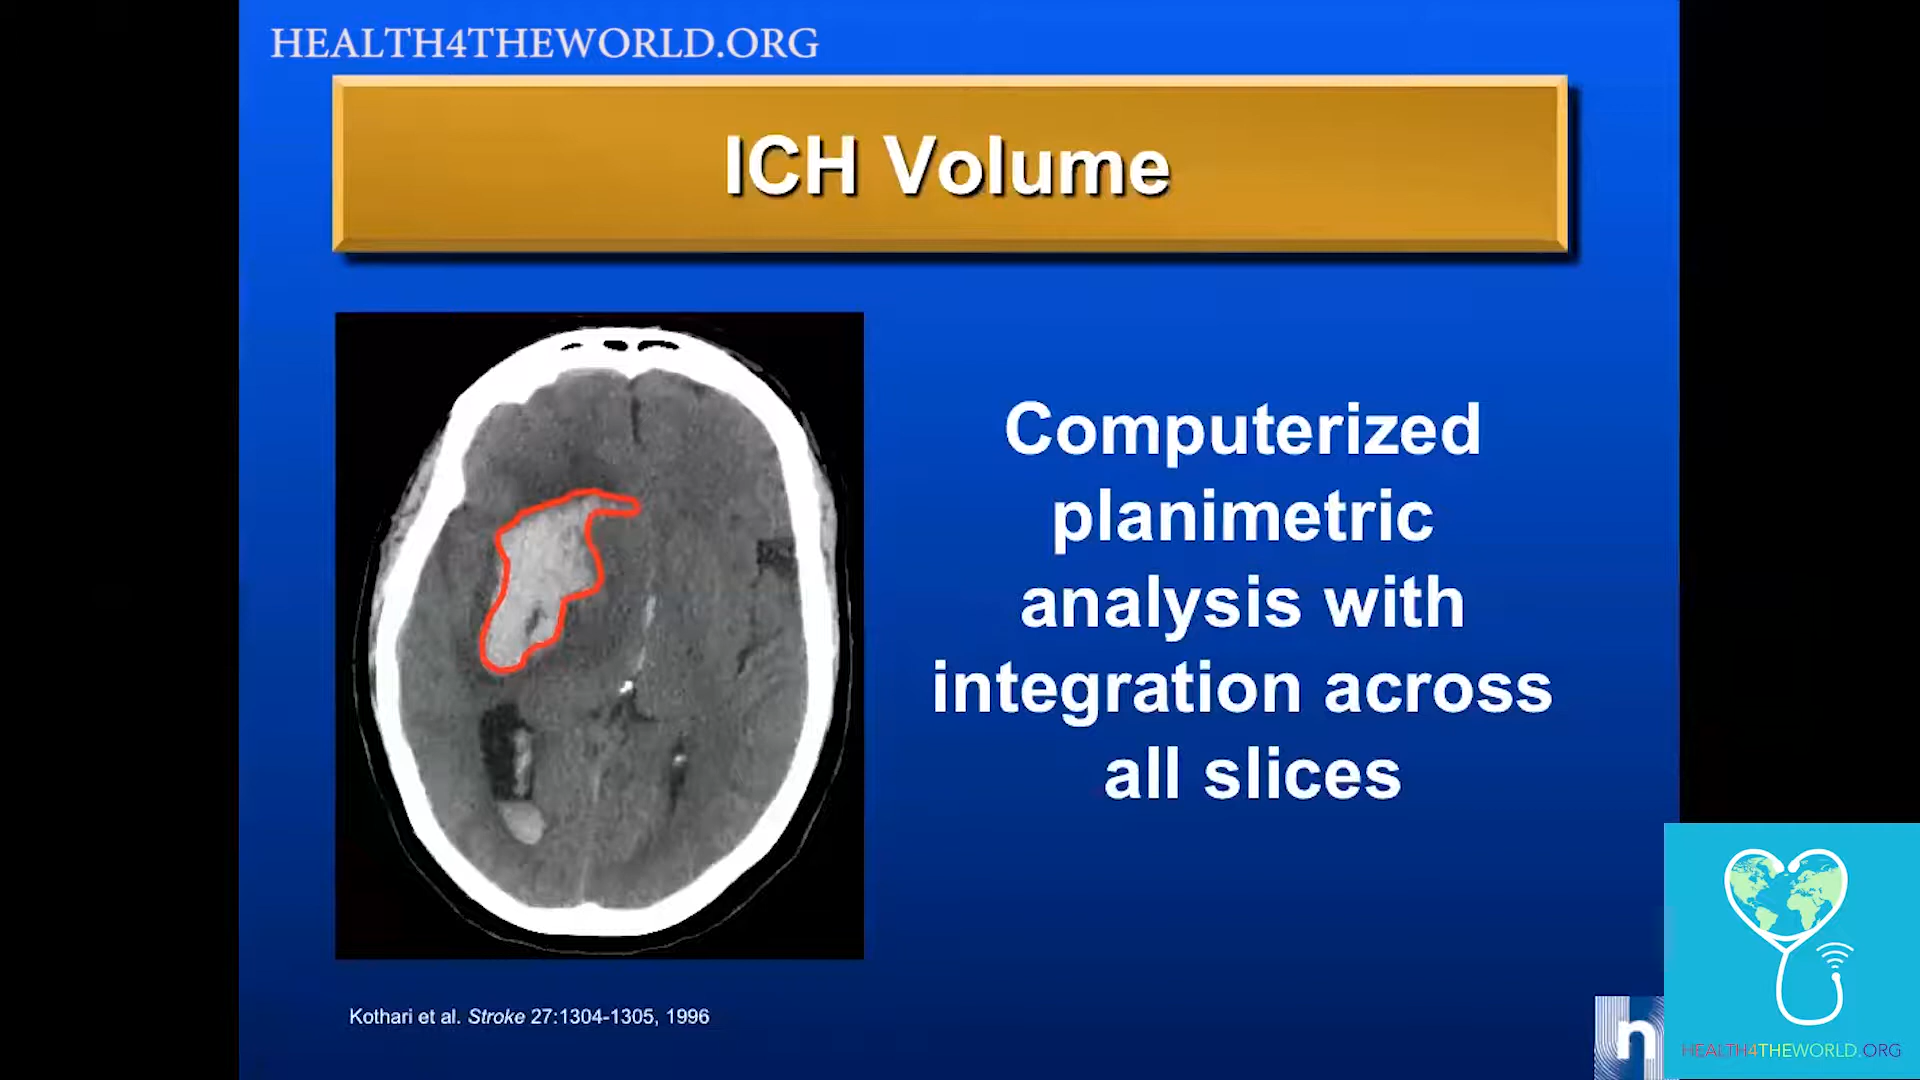 HEALTH4THEWORLD.ORG
ICH Volume
Computerized
planimetric
analysis with
integration across
all slices
Kothari et al. Stroke 27:1304-1305, 1996
n
HEALTH4THEWORLD.ORG